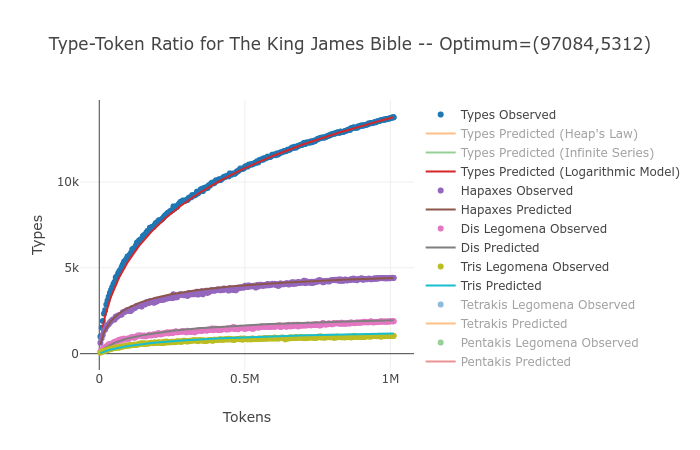 Type-Token Ratio for The King James Bible -- Optimum=(97084,5312)
Types Observed
Types Predicted (Heap's Law)
Types Predicted (Infinite Series)
Types Predicted (Logarithmic Model)
Hapaxes Observed
Hapaxes Predicted
Dis Legomena Observed
Dis Predicted
Tris Legomena Observed
Tris Predicted
Tetrakis Legomena Observed
Tetrakis Predicted
Pentakis Legomena Observed
Pentakis Predicted
Types
10k
5k
0
0 0.5M 1M
Tokens